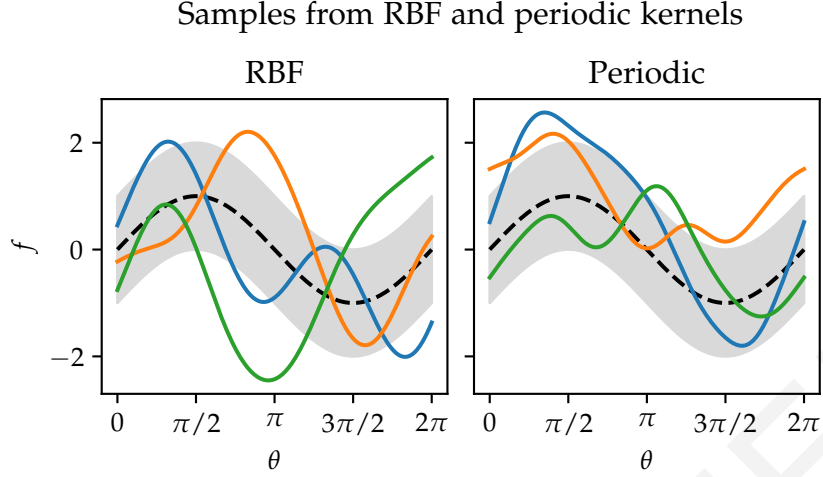 Samples from RBF and periodic kernels
RBF
Periodic
f
2
0
−2
0
π/2
π
3π/2
2π
0
π/2
π
3π/2
2π
θ
θ